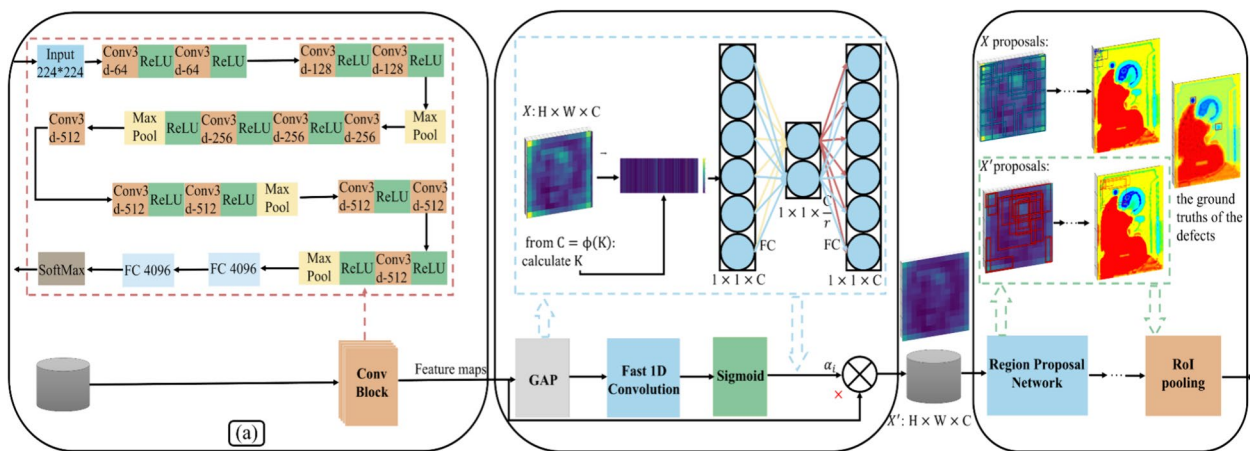 Input
224*224
Conv3
d-64
ReLU
Conv3
d-64
ReLU
Conv3
d-128
ReLU
Conv3
d-128
ReLU
Conv3
d-512
Max
Pool
ReLU
Conv3
d-256
ReLU
Conv3
d-256
ReLU
Conv3
d-256
Max
Pool
Conv3
d-512
ReLU
Conv3
d-512
ReLU
Max
Pool
Conv3
d-512
ReLU
Conv3
d-512
SoftMax
FC 4096
FC 4096
Max
Pool
ReLU
Conv3
d-512
ReLU
Conv
Block
Feature maps
(a)
X: H × W × C
from C = ϕ(K):
calculate K
FC
1 × 1 × C
1 × 1 × C/r
FC
1 × 1 × C
GAP
Fast 1D
Convolution
Sigmoid
αi
×
X': H × W × C
X proposals:
X'proposals:
the ground
truths of the
defects
Region Proposal
Network
RoI
pooling